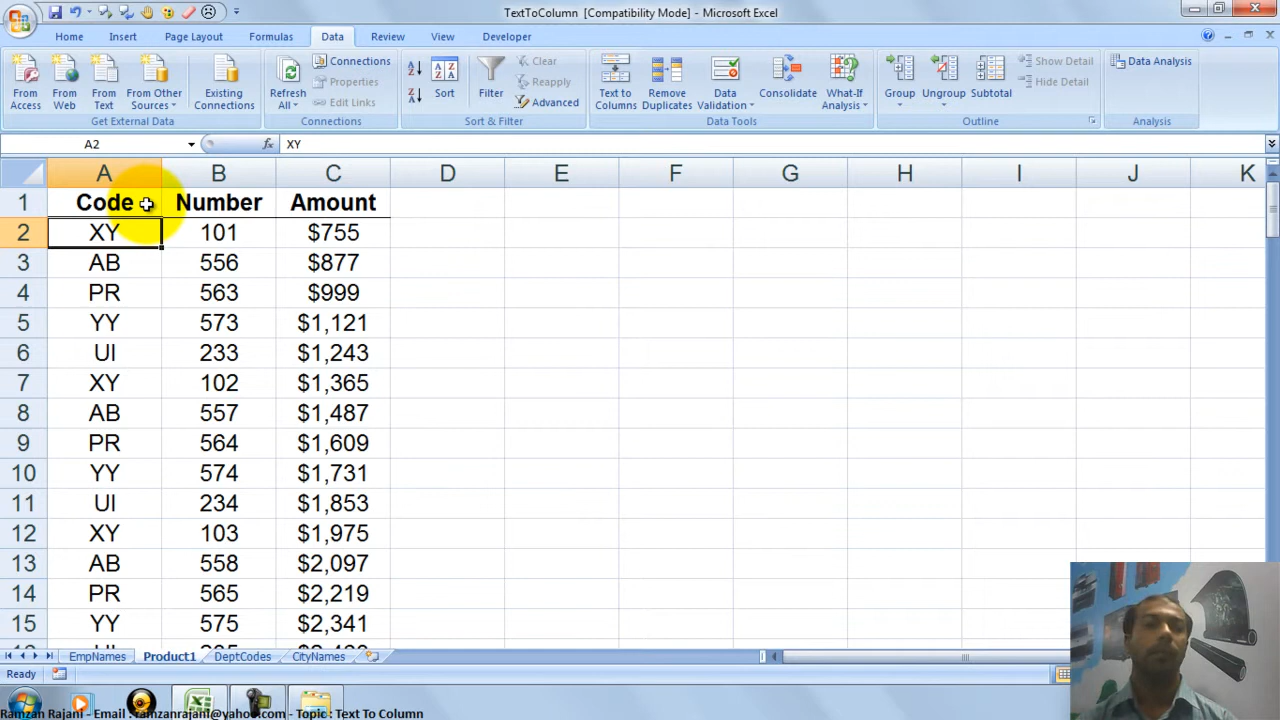 TextToColumn [Compatibility Mode] - Microsoft Excel
Home Insert Page Layout Formulas Data Review View Developer
From Access
From Web
From Text
From Other Sources
Existing Connections
Get External Data
Refresh All
Connections
Properties
Edit Links
Connections
Sort
Filter
Clear
Reapply
Advanced
Sort & Filter
Text to Columns
Remove Duplicates
Data Validation
Consolidate
What-If Analysis
Data Tools
Group
Ungroup
Subtotal
Show Detail
Hide Detail
Outline
Data Analysis
Analysis
A2 fx XY
A B C D E F G H I J K
1 Code Number Amount
2 XY 101 $755
3 AB 556 $877
4 PR 563 $999
5 YY 573 $1,121
6 UI 233 $1,243
7 XY 102 $1,365
8 AB 557 $1,487
9 PR 564 $1,609
10 YY 574 $1,731
11 UI 234 $1,853
12 XY 103 $1,975
13 AB 558 $2,097
14 PR 565 $2,219
15 YY 575 $2,341
EmpNames Product1 DeptCodes CityNames
Ready
Ramzan Rajani - Email : ramzanrajani@yahoo.com - Topic : Text To Column